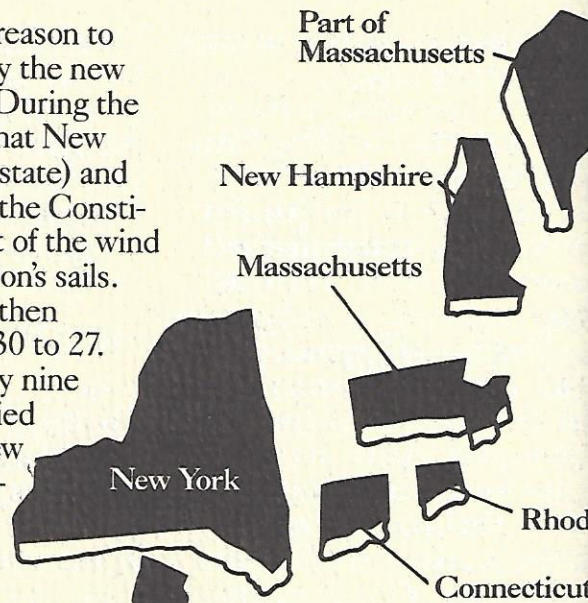 reason to
y the new
During the
hat New
state) and
the Consti-
t of the wind
on's sails.
then
30 to 27.
y nine
ied
ew
-
Part of
Massachusetts
New Hampshire
Massachusetts
New York
Rhod
Connecticut